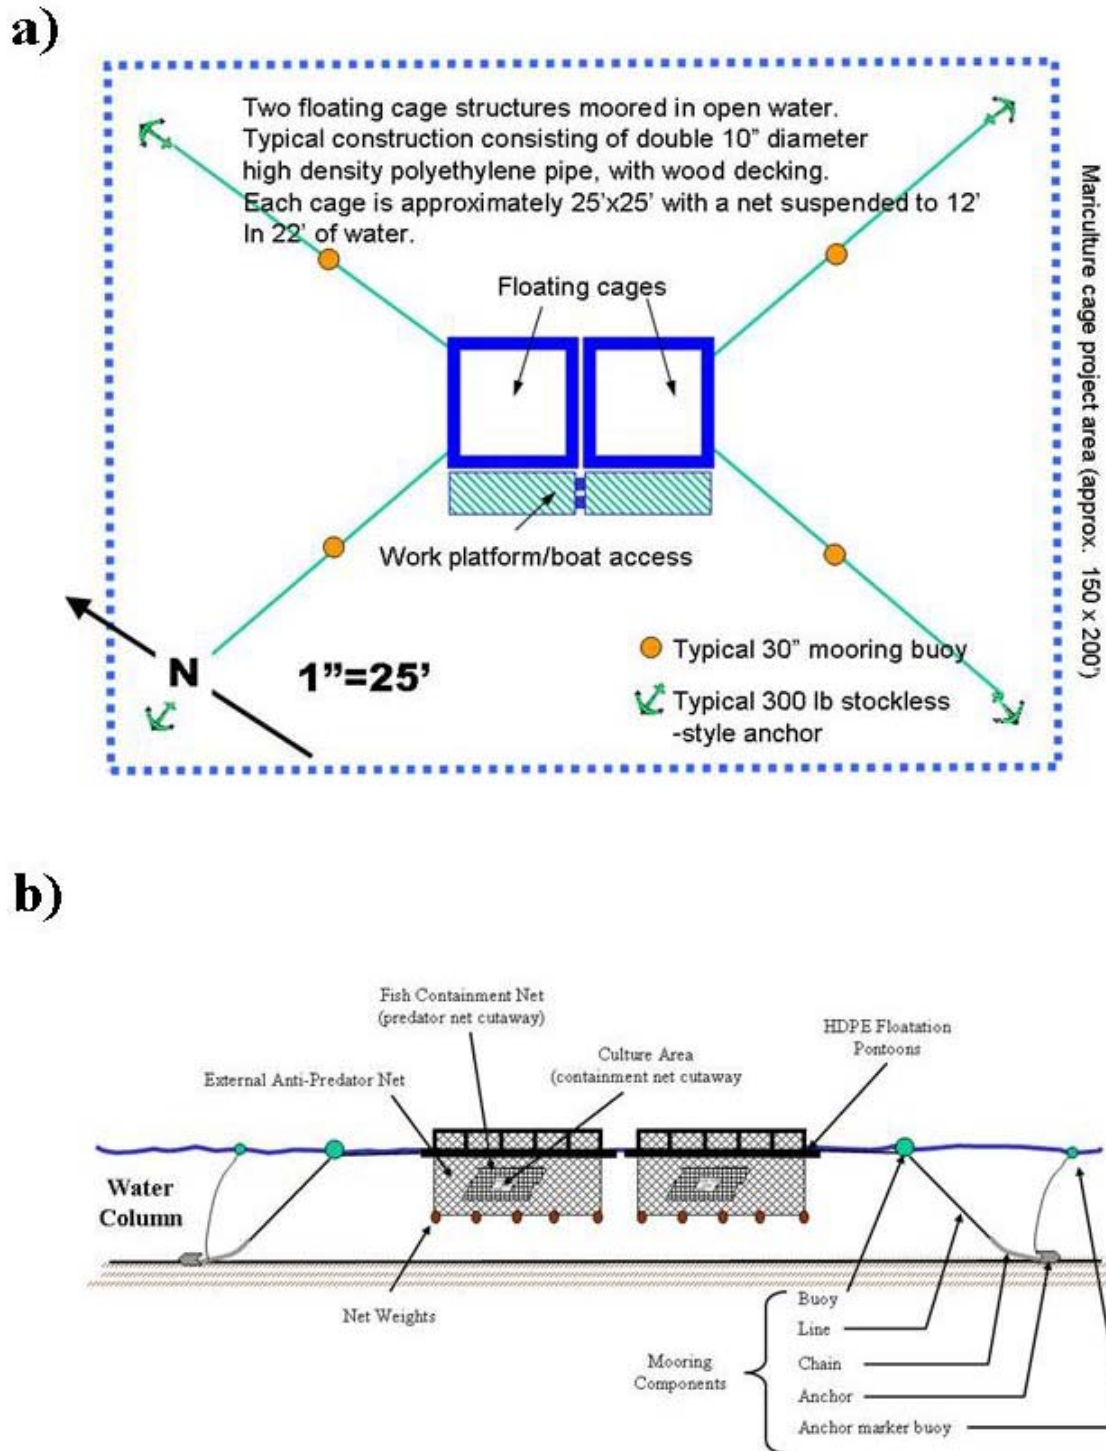 a)
Two floating cage structures moored in open water.
Typical construction consisting of double 10” diameter
high density polyethylene pipe, with wood decking.
Each cage is approximately 25’x25’ with a net suspended to 12’
In 22’ of water.
Floating cages
Work platform/boat access
N
1”=25’
Typical 30” mooring buoy
Typical 300 lb stockless
-style anchor
Mariculture cage project area (approx. 150 x 200’)
b)
Fish Containment Net
(predator net cutaway)
HDPE Floatation
Pontoons
Culture Area
(containment net cutaway
External Anti-Predator Net
Water
Column
Net Weights
Mooring
Components
Buoy
Line
Chain
Anchor
Anchor marker buoy